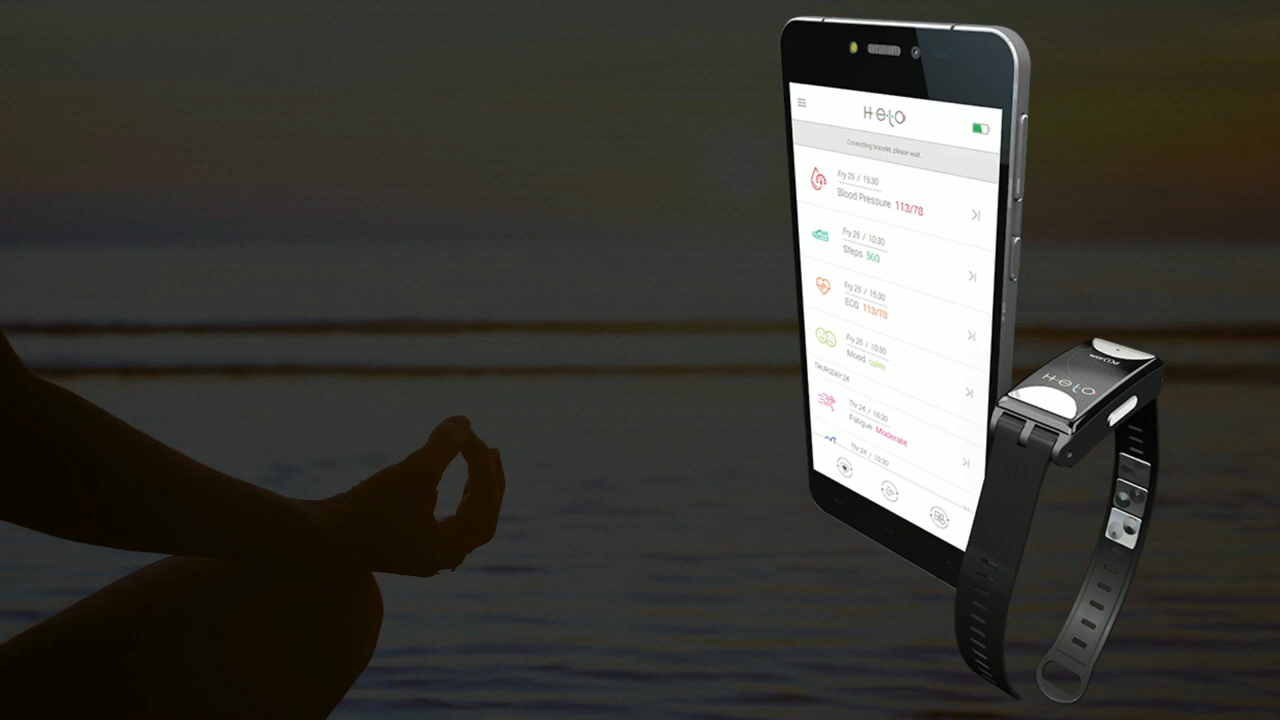 Helo
Connecting bracelet, please wait.
Fry 25 / 15:30
Blood Pressure 113/78
Fry 25 / 10:30
Steps 560
Fry 25 / 15:30
ECG 113/78
Fry 25 / 10:30
Mood calm
THURSDAY 24
Thr 24 / 15:30
Fatigue Moderate
Thr 24 / 10:30
Helo